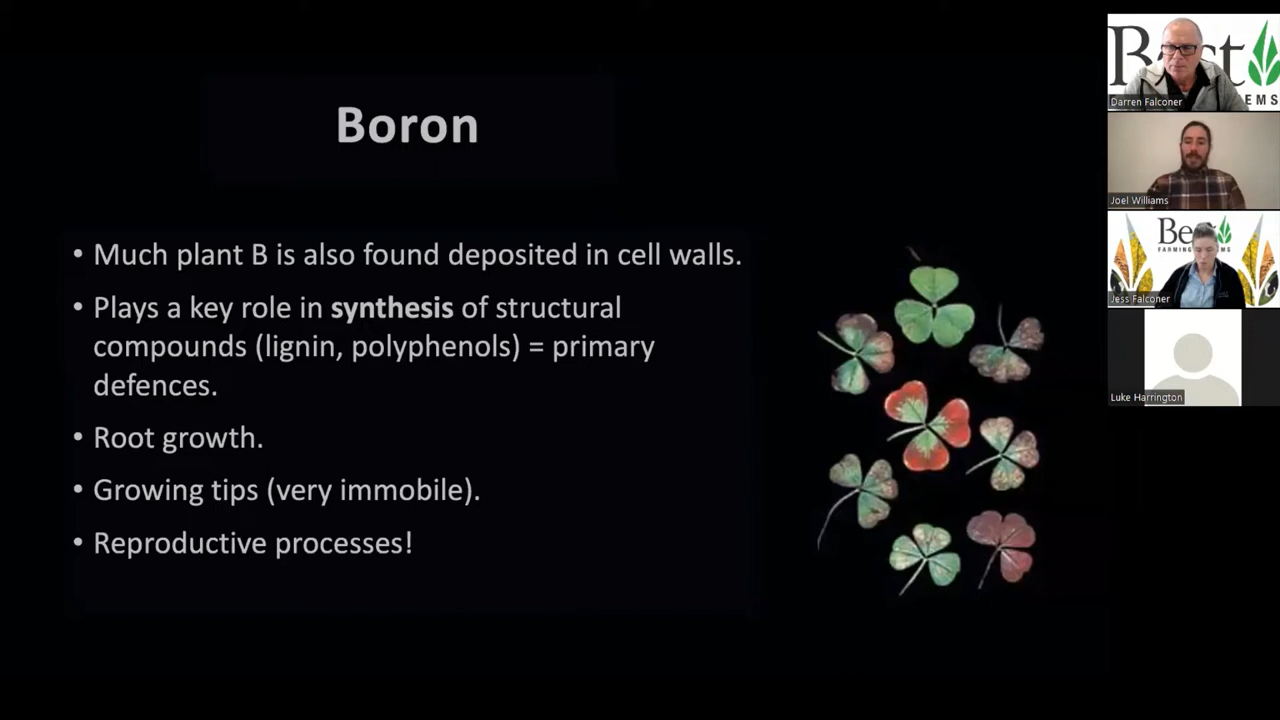 Boron
• Much plant B is also found deposited in cell walls.
• Plays a key role in synthesis of structural
compounds (lignin, polyphenols) = primary
defences.
• Root growth.
• Growing tips (very immobile).
• Reproductive processes!
EMS
Darren Falconer
Joel Williams
FARMING
Jess Falconer
Luke Harrington